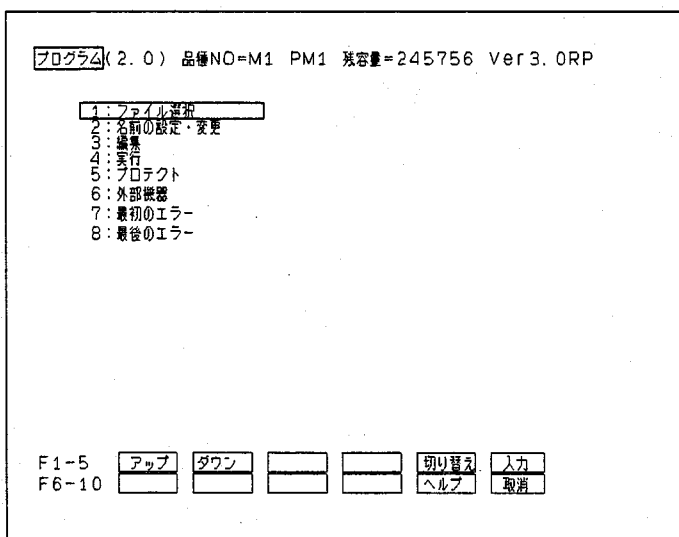 プログラム(2.0) 品種NO=M1 PM1 残容量=245756 Ver3.0RP
1:ファイル選択
2:名前の設定・変更
3:編集
4:実行
5:プロテクト
6:外部機器
7:最初のエラー
8:最後のエラー
F1-5 アップ ダウン 切り替え 入力
F6-10 ヘルプ 取消